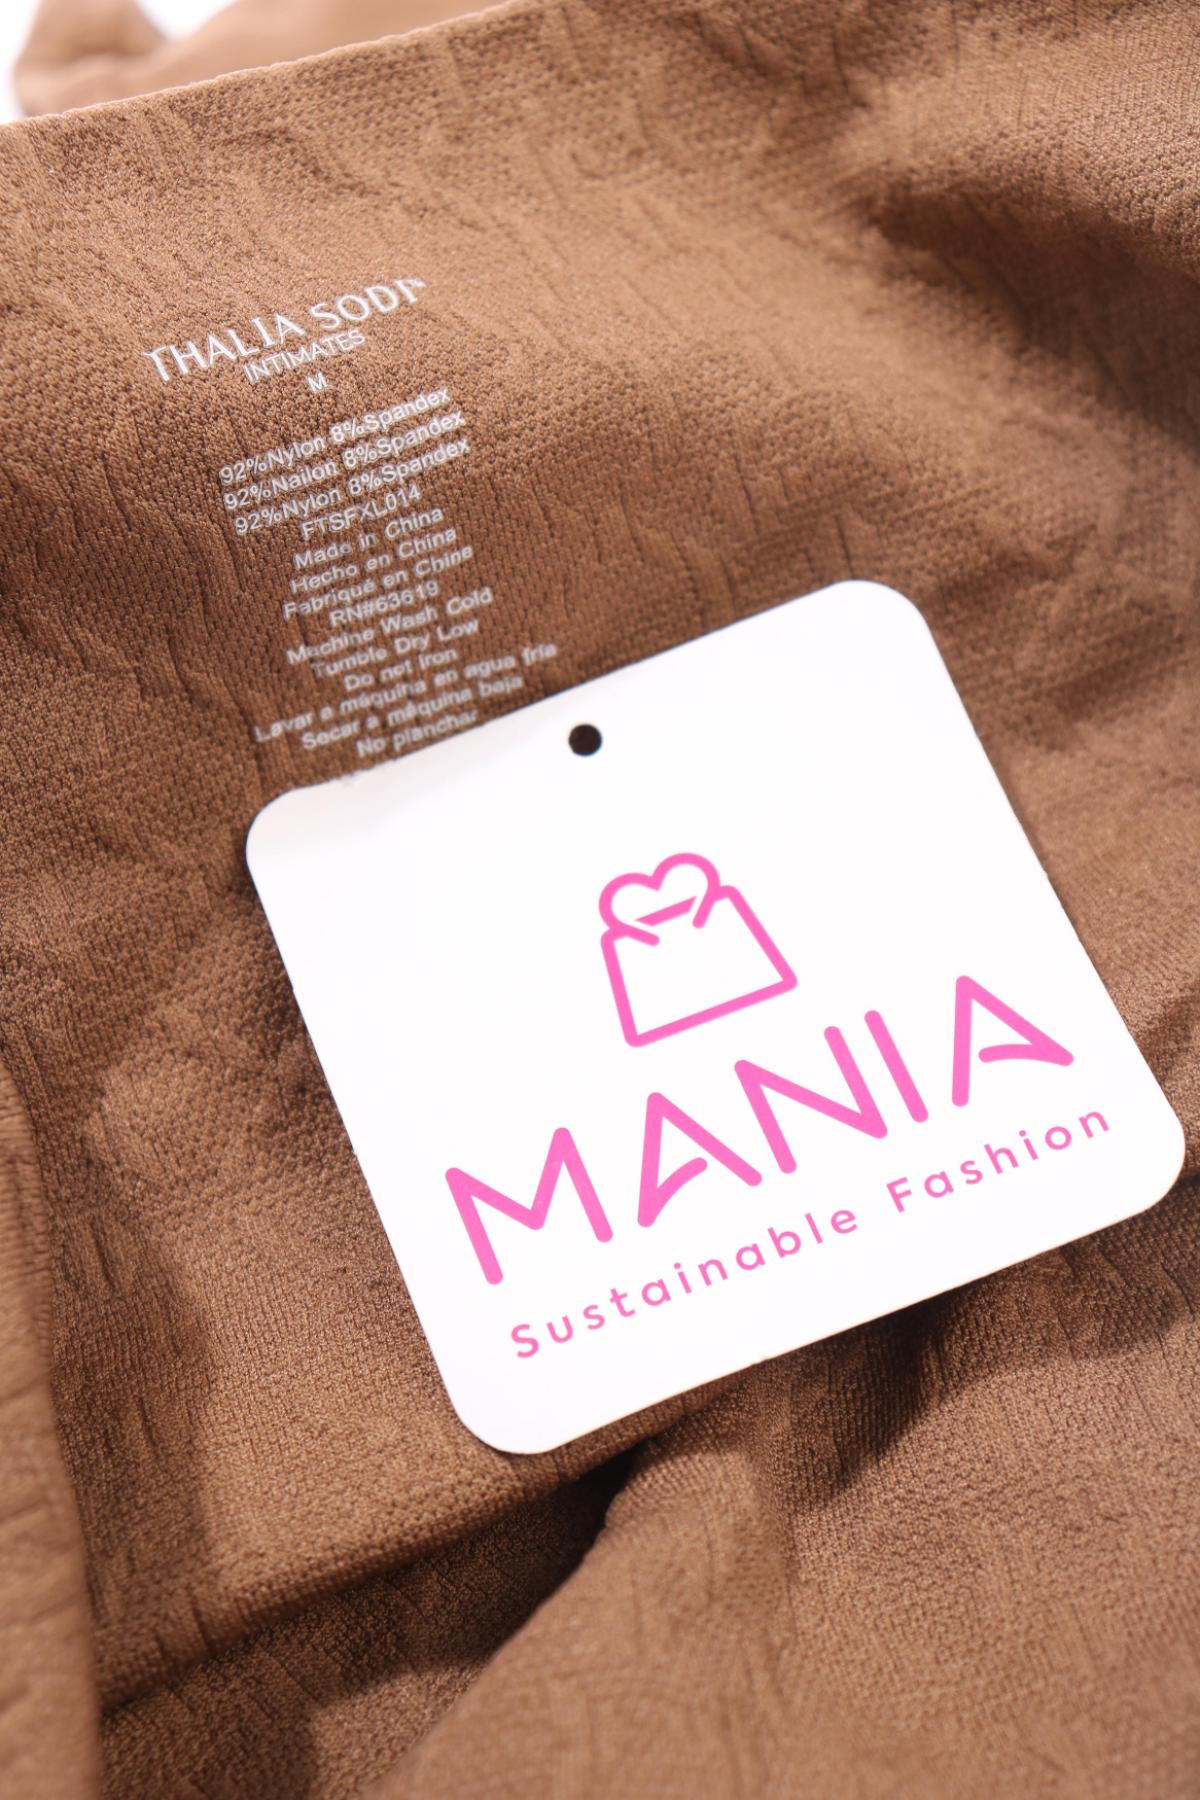 THALIA SODI™
INTIMATES
M
92%Nylon 8%Spandex
92%Nailon 8%Spandex
92%Nylon 8%Spandex
FTSFXL014
Made in China
Hecho en China
Fabriqué en Chine
RN#63619
Machine Wash Cold
Tumble Dry Low
Do not Iron
Lavar a máquina en agua fría
Secar a máquina baja
No planchar
MANIA
Sustainable Fashion